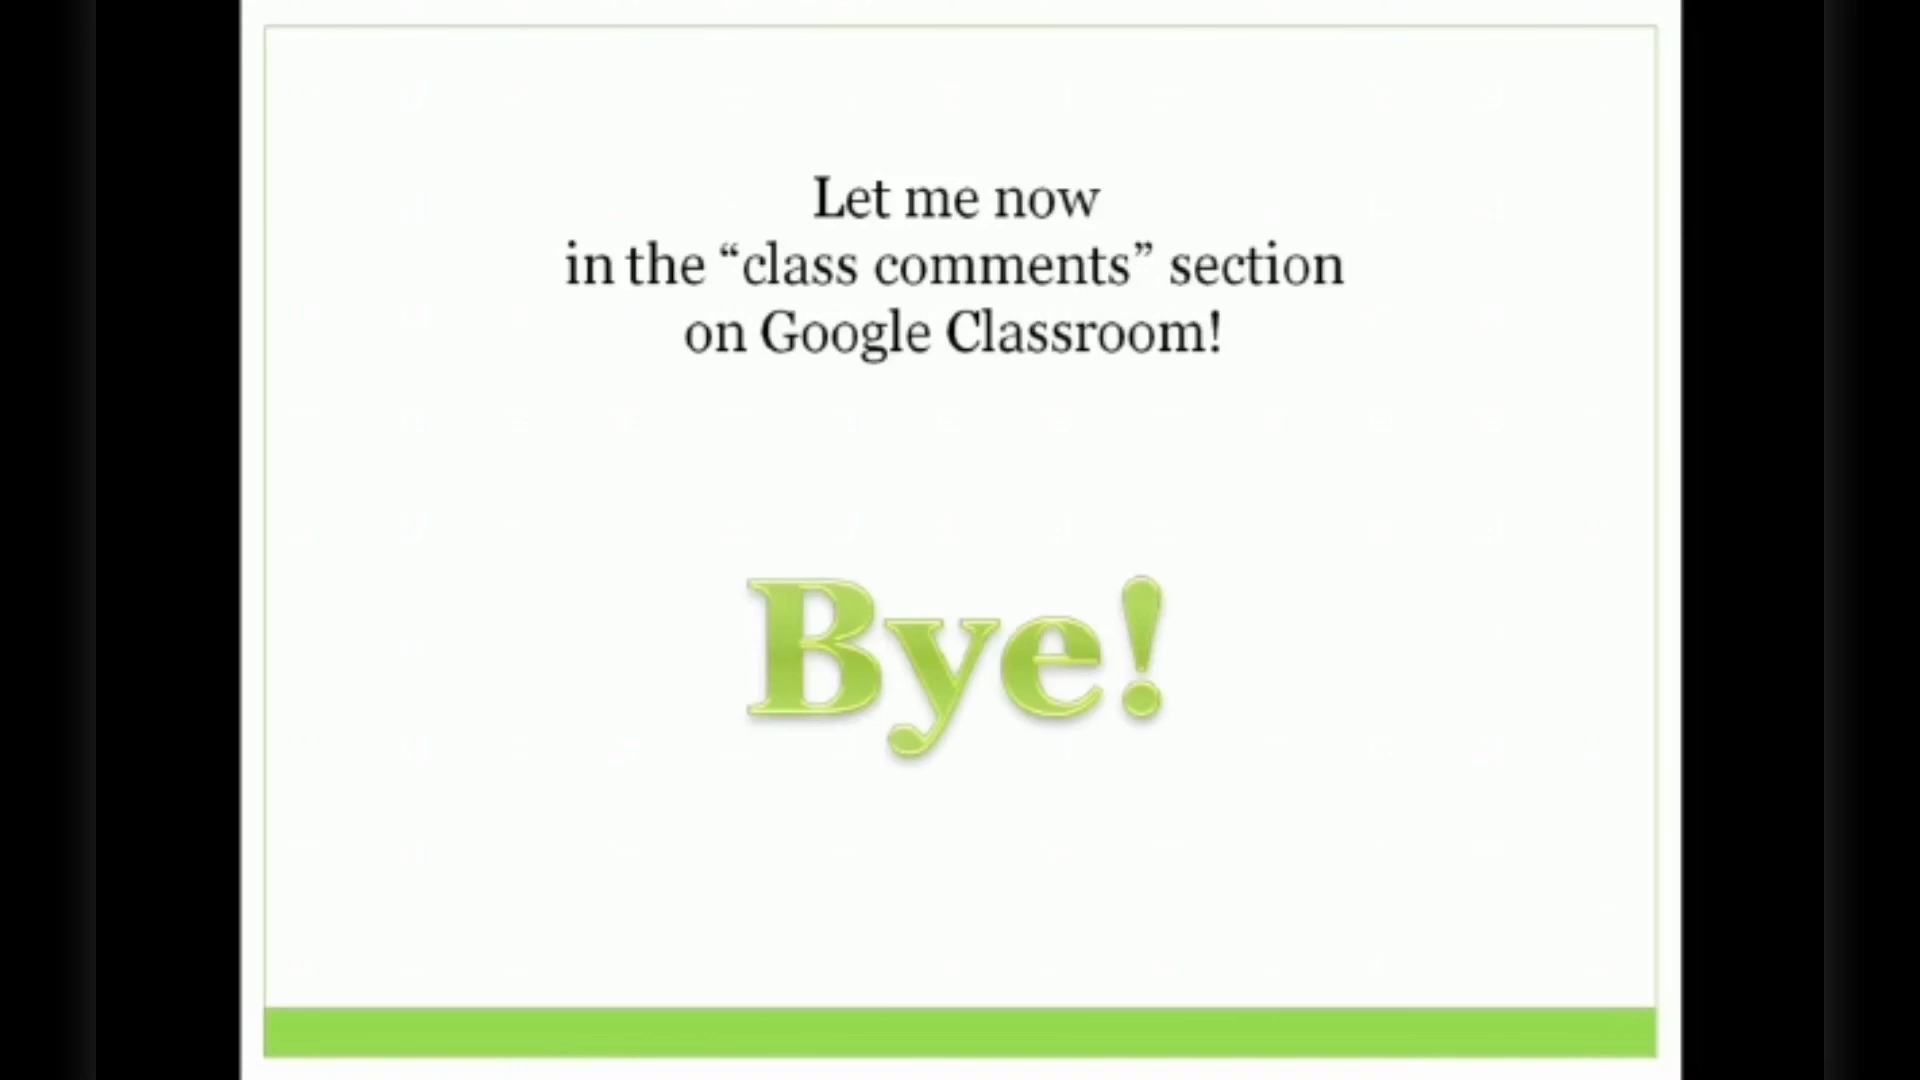 Let me now
in the “class comments” section
on Google Classroom!
Bye!